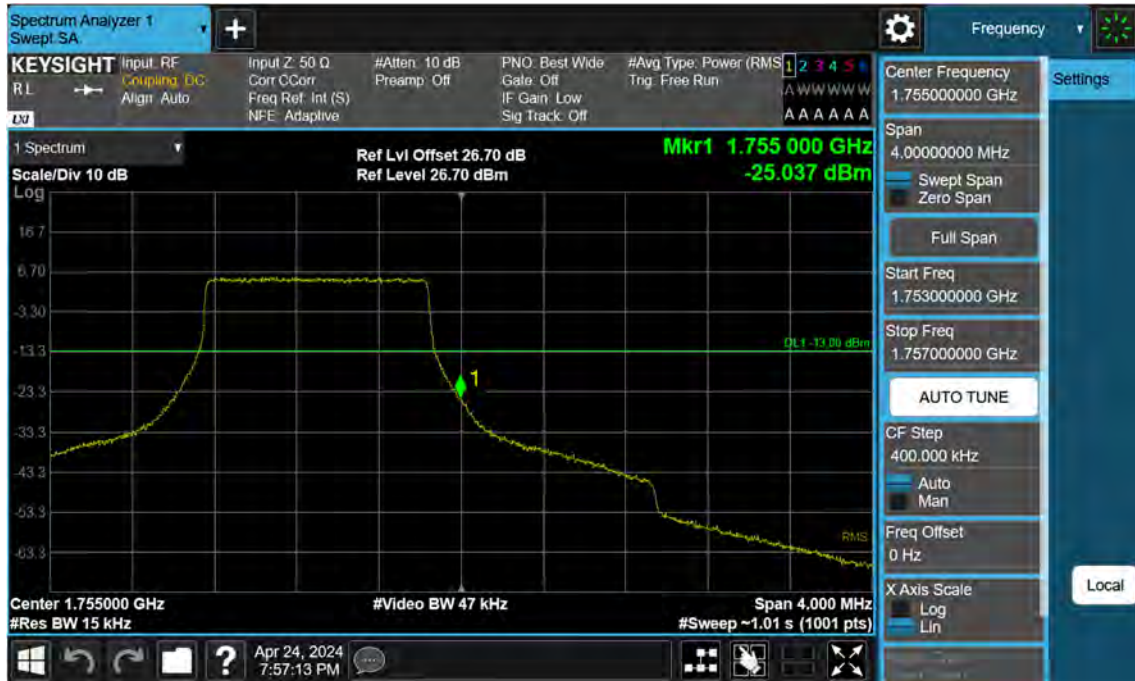 Spectrum Analyzer 1
Swept SA
Frequency
KEYSIGHT
RL
LXI
Input: RF
Coupling: DC
Align: Auto
Input Z: 50 Ω
Corr CCorr
Freq Ref: Int (S)
NFE: Adaptive
#Atten: 10 dB
Preamp: Off
PNO: Best Wide
Gate: Off
IF Gain: Low
Sig Track: Off
#Avg Type: Power (RMS
Trig: Free Run
1 2 3 4 5 6
A W W W W W
A A A A A A
1 Spectrum
Scale/Div 10 dB
Ref Lvl Offset 26.70 dB
Ref Level 26.70 dBm
Mkr1 1.755 000 GHz
-25.037 dBm
Log
16.7
6.70
-3.30
-13.3
-23.3
-33.3
-43.3
-53.3
-63.3
DL1 -13.00 dBm
1
RMS
Center 1.755000 GHz
#Res BW 15 kHz
#Video BW 47 kHz
Span 4.000 MHz
#Sweep ~1.01 s (1001 pts)
Center Frequency
1.755000000 GHz
Span
4.00000000 MHz
Swept Span
Zero Span
Full Span
Start Freq
1.753000000 GHz
Stop Freq
1.757000000 GHz
AUTO TUNE
CF Step
400.000 kHz
Auto
Man
Freq Offset
0 Hz
X Axis Scale
Log
Lin
Settings
Local
?
Apr 24, 2024
7:57:13 PM